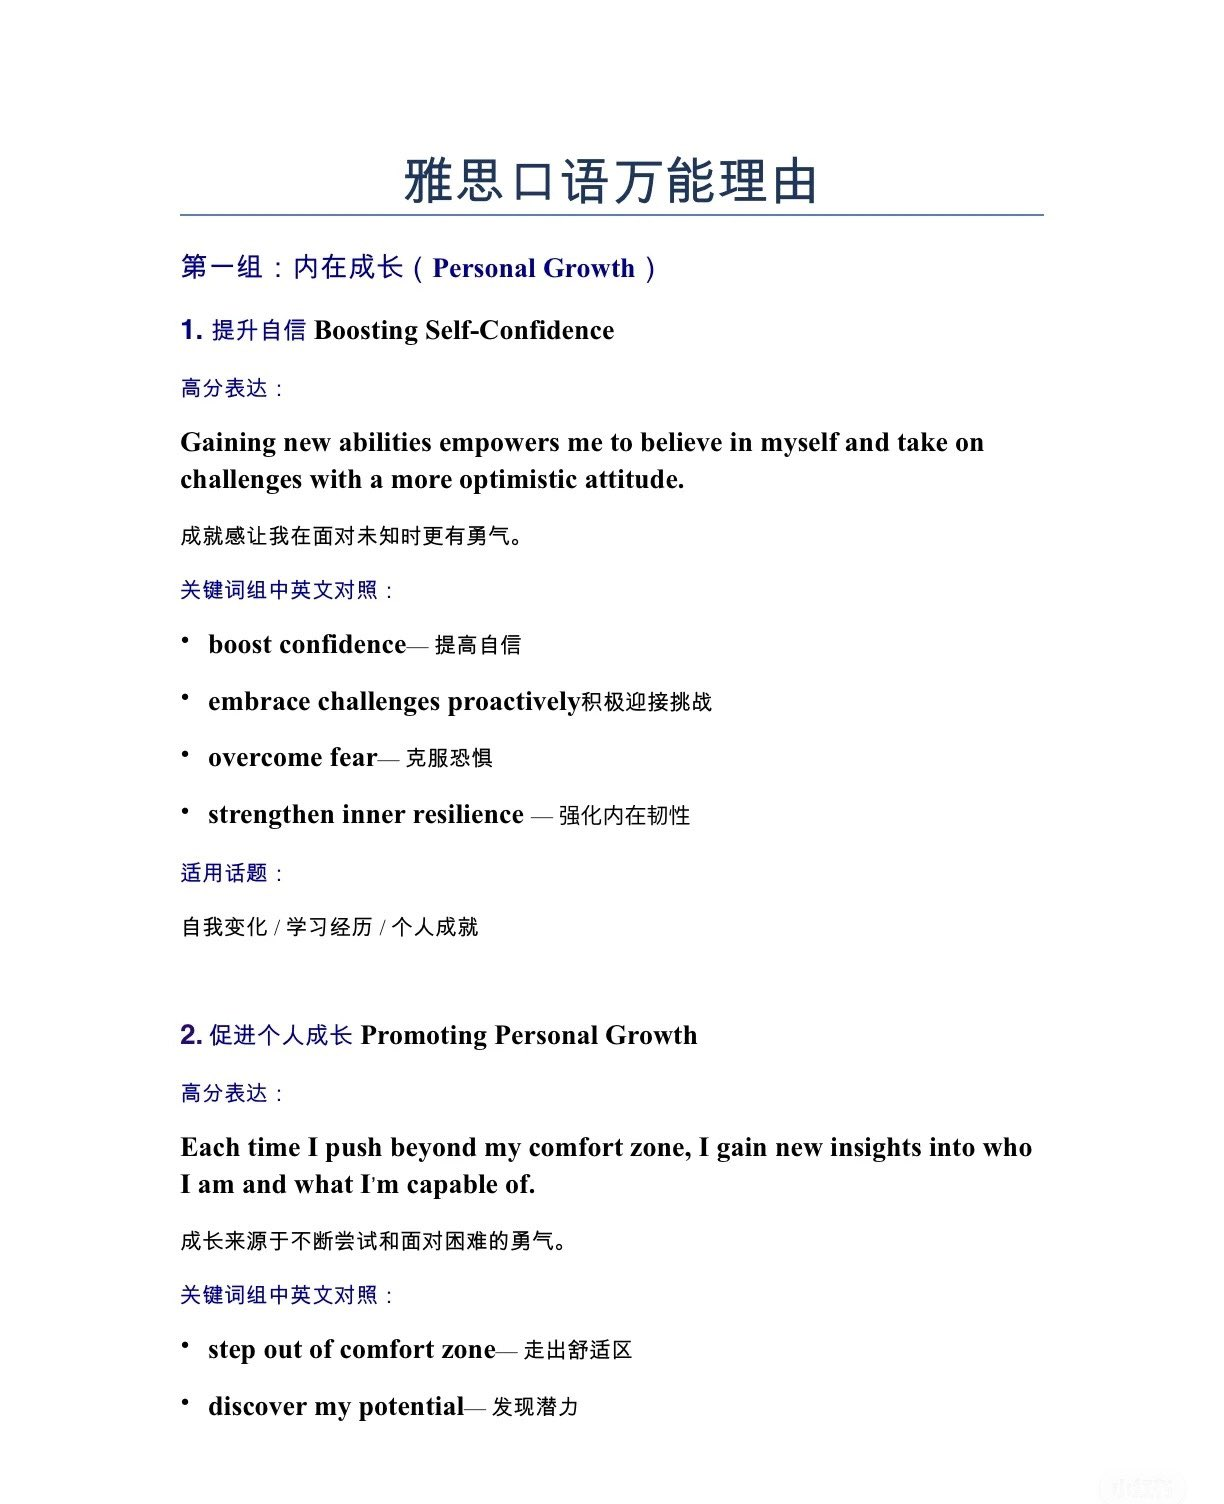 雅思口语万能理由
第一组：内在成长（Personal Growth）
1. 提升自信 Boosting Self-Confidence
高分表达：
Gaining new abilities empowers me to believe in myself and take on
challenges with a more optimistic attitude.
成就感让我在面对未知时更有勇气。
关键词组中英文对照：
• boost confidence— 提高自信
• embrace challenges proactively积极迎接挑战
• overcome fear— 克服恐惧
• strengthen inner resilience — 强化内在韧性
适用话题：
自我变化 / 学习经历 / 个人成就
2. 促进个人成长 Promoting Personal Growth
高分表达：
Each time I push beyond my comfort zone, I gain new insights into who
I am and what I'm capable of.
成长来源于不断尝试和面对困难的勇气。
关键词组中英文对照：
• step out of comfort zone— 走出舒适区
• discover my potential— 发现潜力
小红书